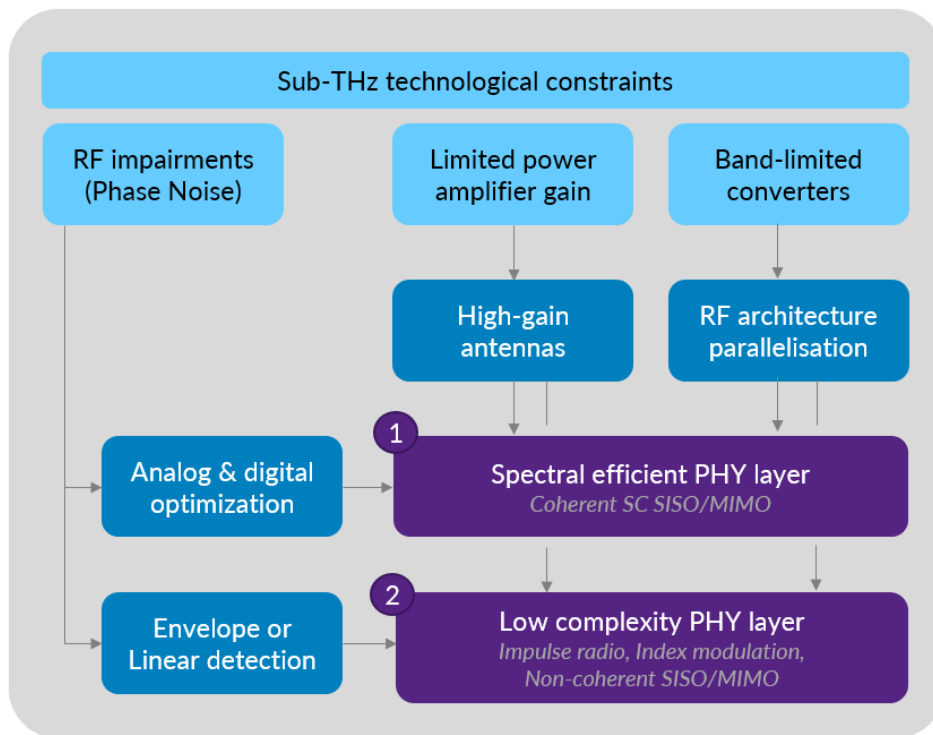 Sub-THz technological constraints
RF impairments
(Phase Noise)
Limited power
amplifier gain
Band-limited
converters
High-gain
antennas
RF architecture
parallelisation
1
Analog & digital
optimization
Spectral efficient PHY layer
Coherent SC SISO/MIMO
2
Envelope or
Linear detection
Low complexity PHY layer
Impulse radio, Index modulation,
Non-coherent SISO/MIMO